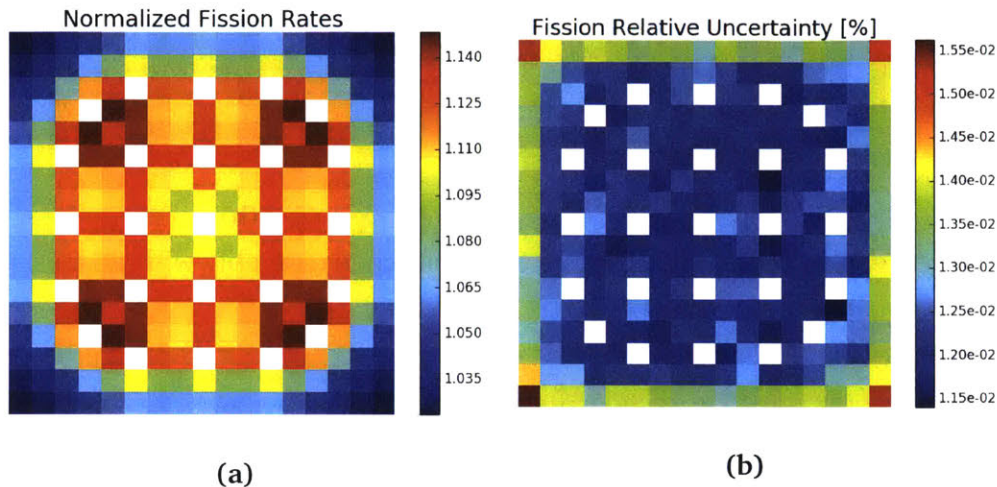 Normalized Fission Rates
1.140
1.125
1.110
1.095
1.080
1.065
1.050
1.035
(a)
Fission Relative Uncertainty [%]
1.55e-02
1.50e-02
1.45e-02
1.40e-02
1.35e-02
1.30e-02
1.25e-02
1.20e-02
1.15e-02
(b)